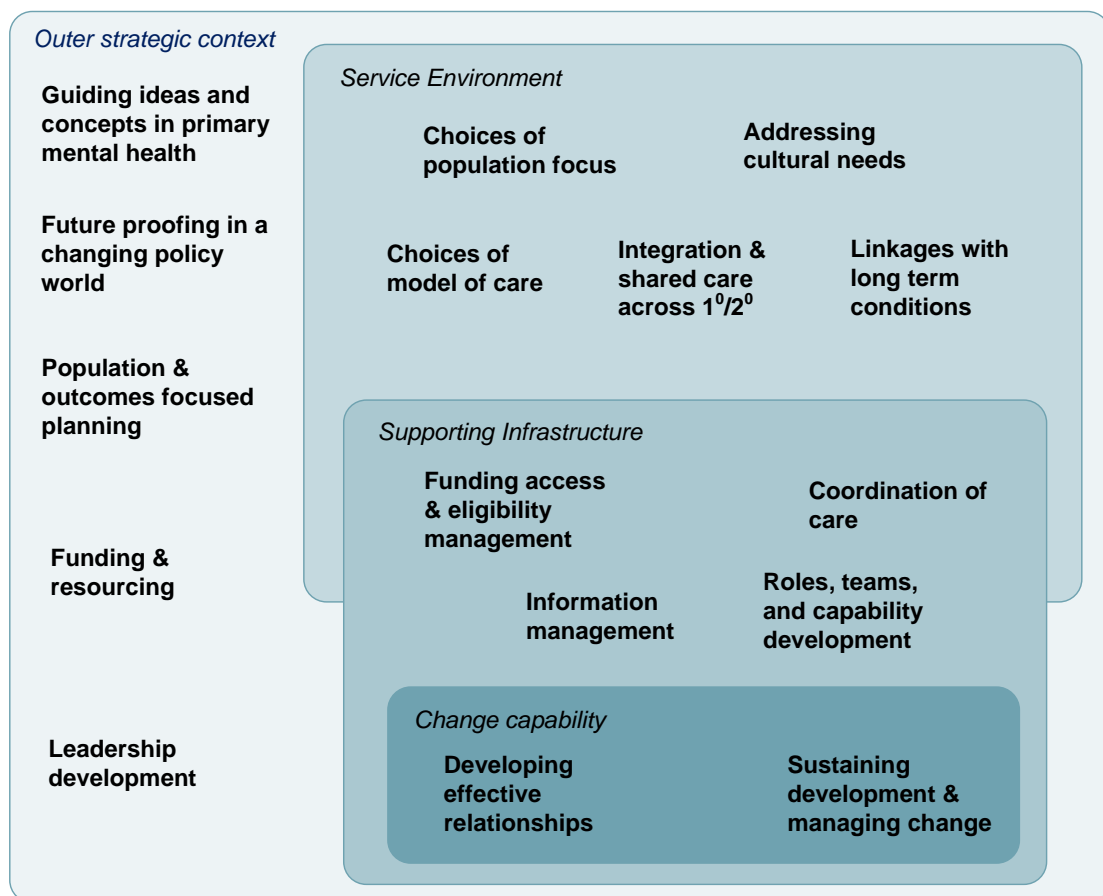 Outer strategic context
Guiding ideas and
concepts in primary
mental health
Future proofing in a
changing policy
world
Population &
outcomes focused
planning
Funding &
resourcing
Leadership
development
Service Environment
Choices of
population focus
Addressing
cultural needs
Choices of
model of care
Integration &
shared care
across 1⁰/2⁰
Linkages with
long term
conditions
Supporting Infrastructure
Funding access
& eligibility
management
Coordination of
care
Information
management
Roles, teams,
and capability
development
Change capability
Developing
effective
relationships
Sustaining
development &
managing change